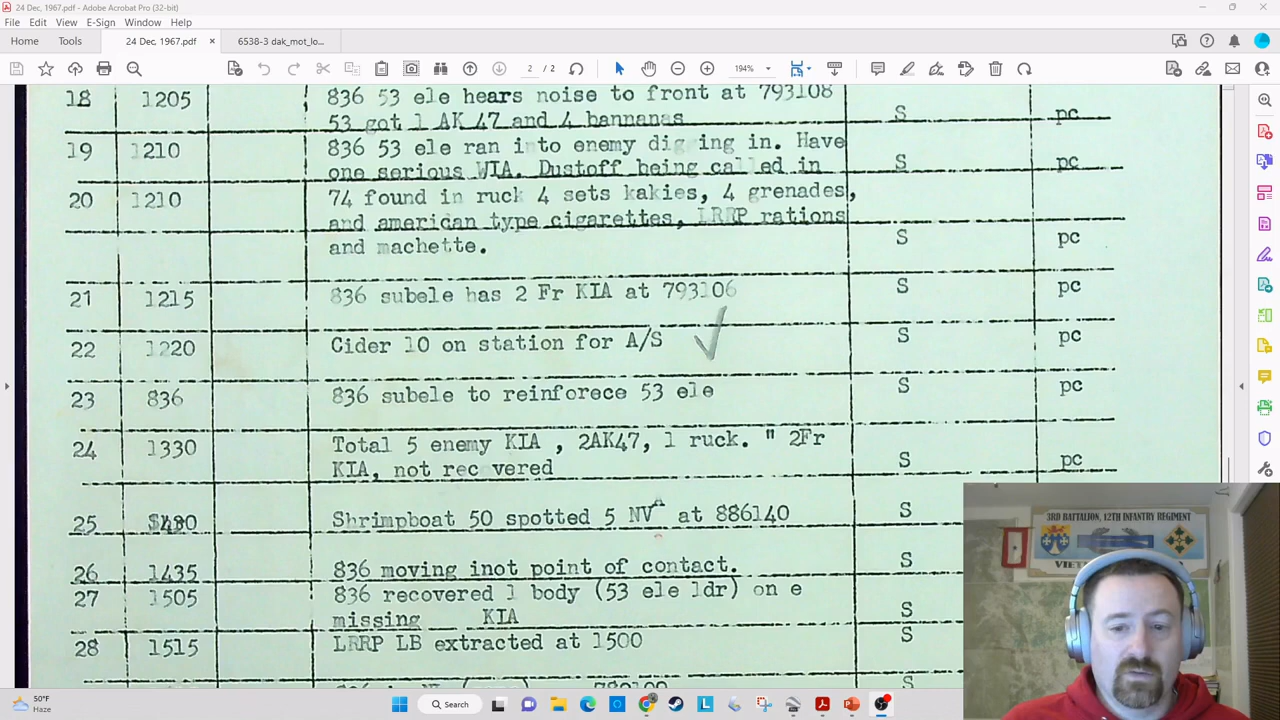 24 Dec, 1967.pdf - Adobe Acrobat Pro (32-bit)
File Edit View E-Sign Window Help
Home Tools 24 Dec, 1967.pdf × 6538-3 dak_mot_lo...
2 / 2 194%
18 1205 836 53 ele hears noise to front at 793108
53 got 1 AK 47 and 4 bannanas S pc
19 1210 836 53 ele ran into enemy digging in. Have
one serious WIA. Dustoff being called in S pc
20 1210 74 found in ruck 4 sets kakies, 4 grenades,
and american type cigarettes, LRRP rations
and machette. S pc
21 1215 836 subele has 2 Fr KIA at 793106 S pc
22 1220 Cider 10 on station for A/S S pc
23 836 836 subele to reinforece 53 ele S pc
24 1330 Total 5 enemy KIA , 2AK47, 1 ruck. " 2Fr
KIA, not rec vered S pc
25 Shrimpboat 50 spotted 5 NVA at 886140 S
26 1435 836 moving inot point of contact. S
27 1505 836 recovered 1 body (53 ele ldr) on e
missing KIA S
28 1515 LRRP LB extracted at 1500 S
S
3RD BATTALION, 12TH INFANTRY REGIMENT
50°F
Haze
Search